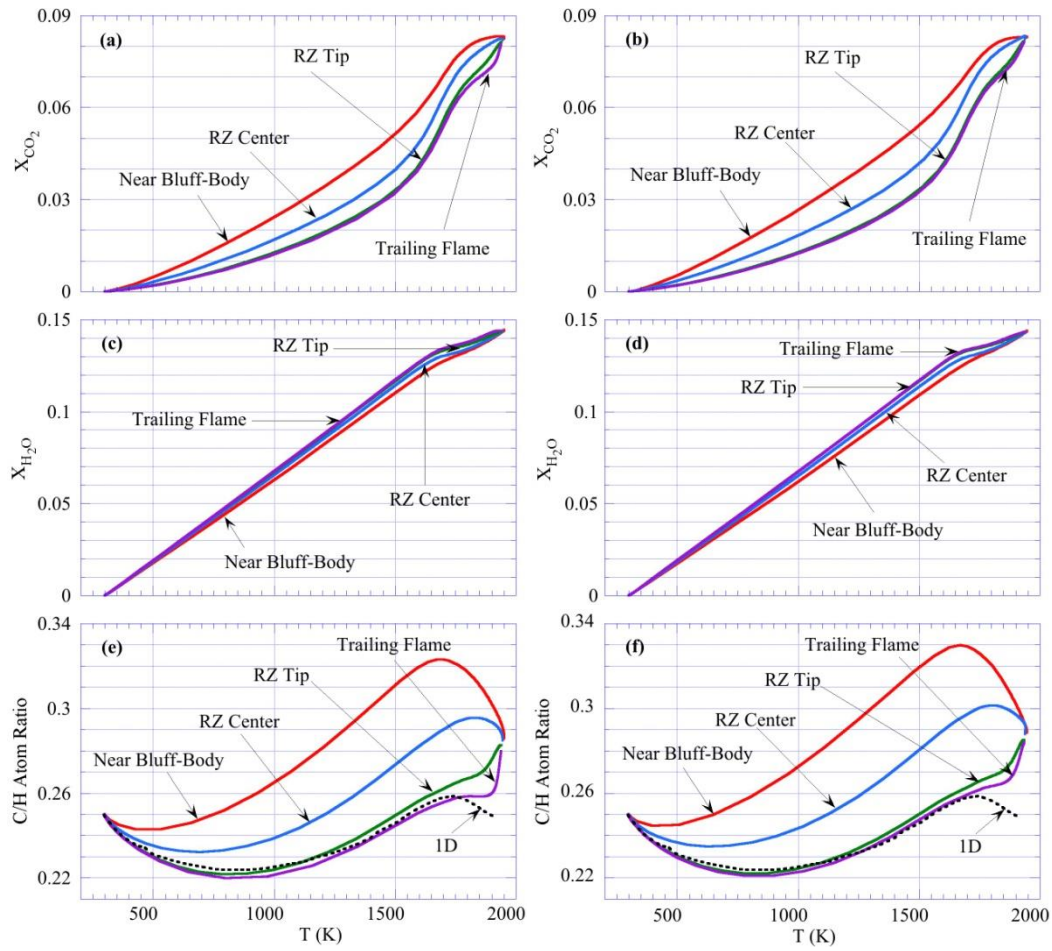 0.09
(a)
RZ Tip
0.06
RZ Center
Near Bluff-Body
0.03
Trailing Flame
0
X_CO2
0.09
(b)
RZ Tip
0.06
RZ Center
Near Bluff-Body
0.03
Trailing Flame
0
X_CO2
0.15
(c)
RZ Tip
0.1
Trailing Flame
0.05
RZ Center
Near Bluff-Body
0
X_H2O
0.15
(d)
Trailing Flame
RZ Tip
0.1
RZ Center
0.05
Near Bluff-Body
0
X_H2O
0.34
(e)
Trailing Flame
RZ Tip
0.3
RZ Center
Near Bluff-Body
0.26
1D
0.22
C/H Atom Ratio
500
1000
1500
2000
T (K)
0.34
(f)
Trailing Flame
RZ Tip
0.3
RZ Center
Near Bluff-Body
0.26
1D
0.22
C/H Atom Ratio
500
1000
1500
2000
T (K)